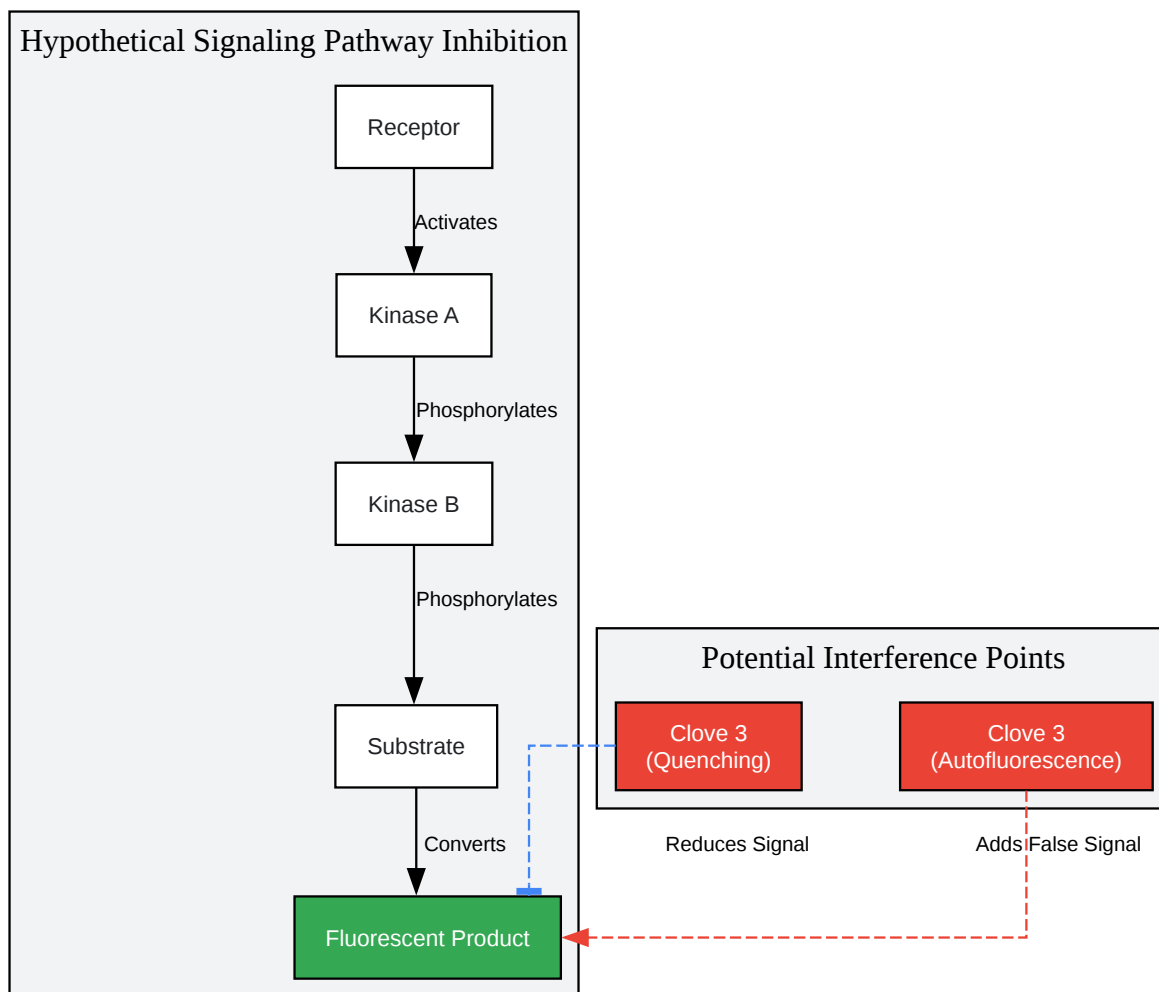 Hypothetical Signaling Pathway Inhibition
Receptor
Activates
Kinase A
Phosphorylates
Kinase B
Phosphorylates
Substrate
Converts
Fluorescent Product
Potential Interference Points
Clove 3
(Quenching)
Clove 3
(Autofluorescence)
Reduces Signal
Adds False Signal